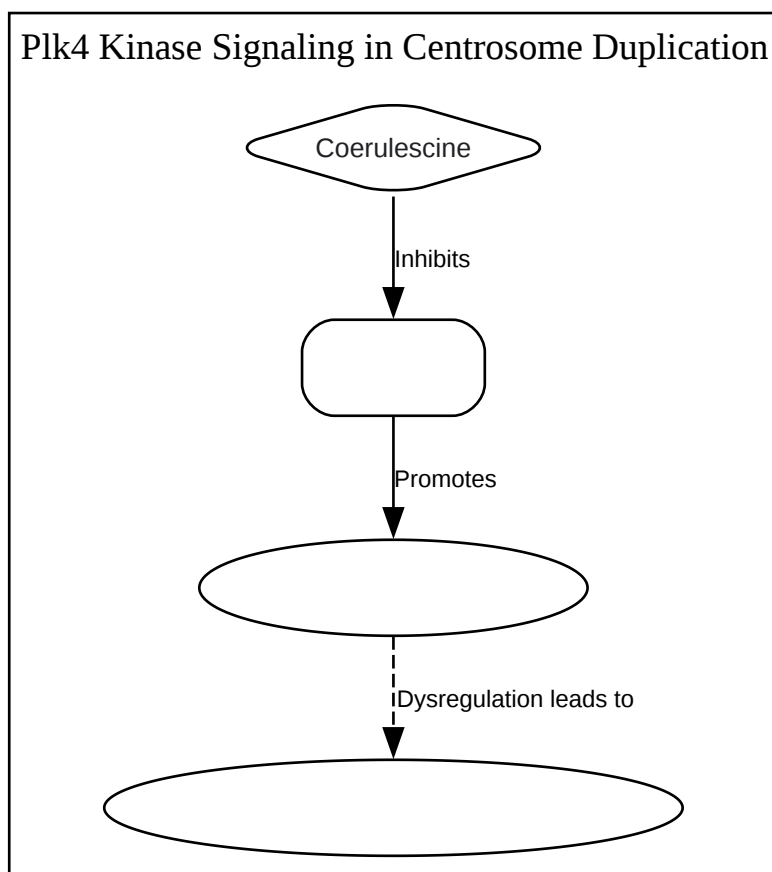 Plk4 Kinase Signaling in Centrosome Duplication
Coerulescine
Inhibits
Promotes
Dysregulation leads to